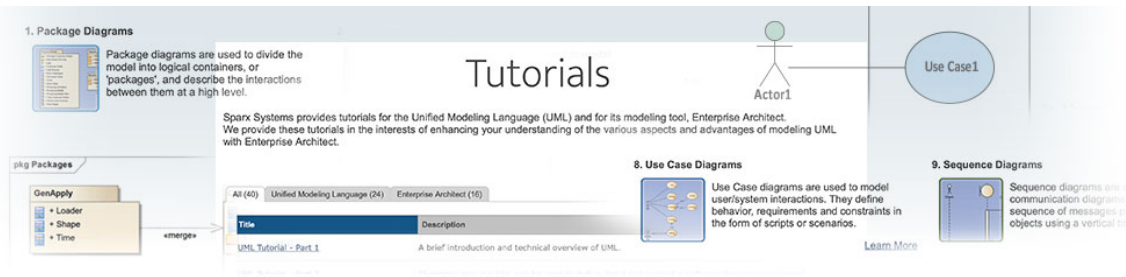 1. Package Diagrams
Package diagrams are used to divide the
model into logical containers, or
'packages', and describe the interactions
between them at a high level.
Tutorials
Actor1
Use Case1
Sparx Systems provides tutorials for the Unified Modeling Language (UML) and for its modeling tool, Enterprise Architect.
We provide these tutorials in the interests of enhancing your understanding of the various aspects and advantages of modeling UML
with Enterprise Architect.
pkg Packages
GenApply
+ Loader
+ Shape
+ Time
«merge»
All (40)
Unified Modeling Language (24)
Enterprise Architect (16)
Title
Description
UML Tutorial - Part 1
A brief introduction and technical overview of UML.
8. Use Case Diagrams
Use Case diagrams are used to model
user/system interactions. They define
behavior, requirements and constraints in
the form of scripts or scenarios.
Learn More
9. Sequence Diagrams
Sequence diagrams are
communication diagrams
sequence of messages
objects using a vertical